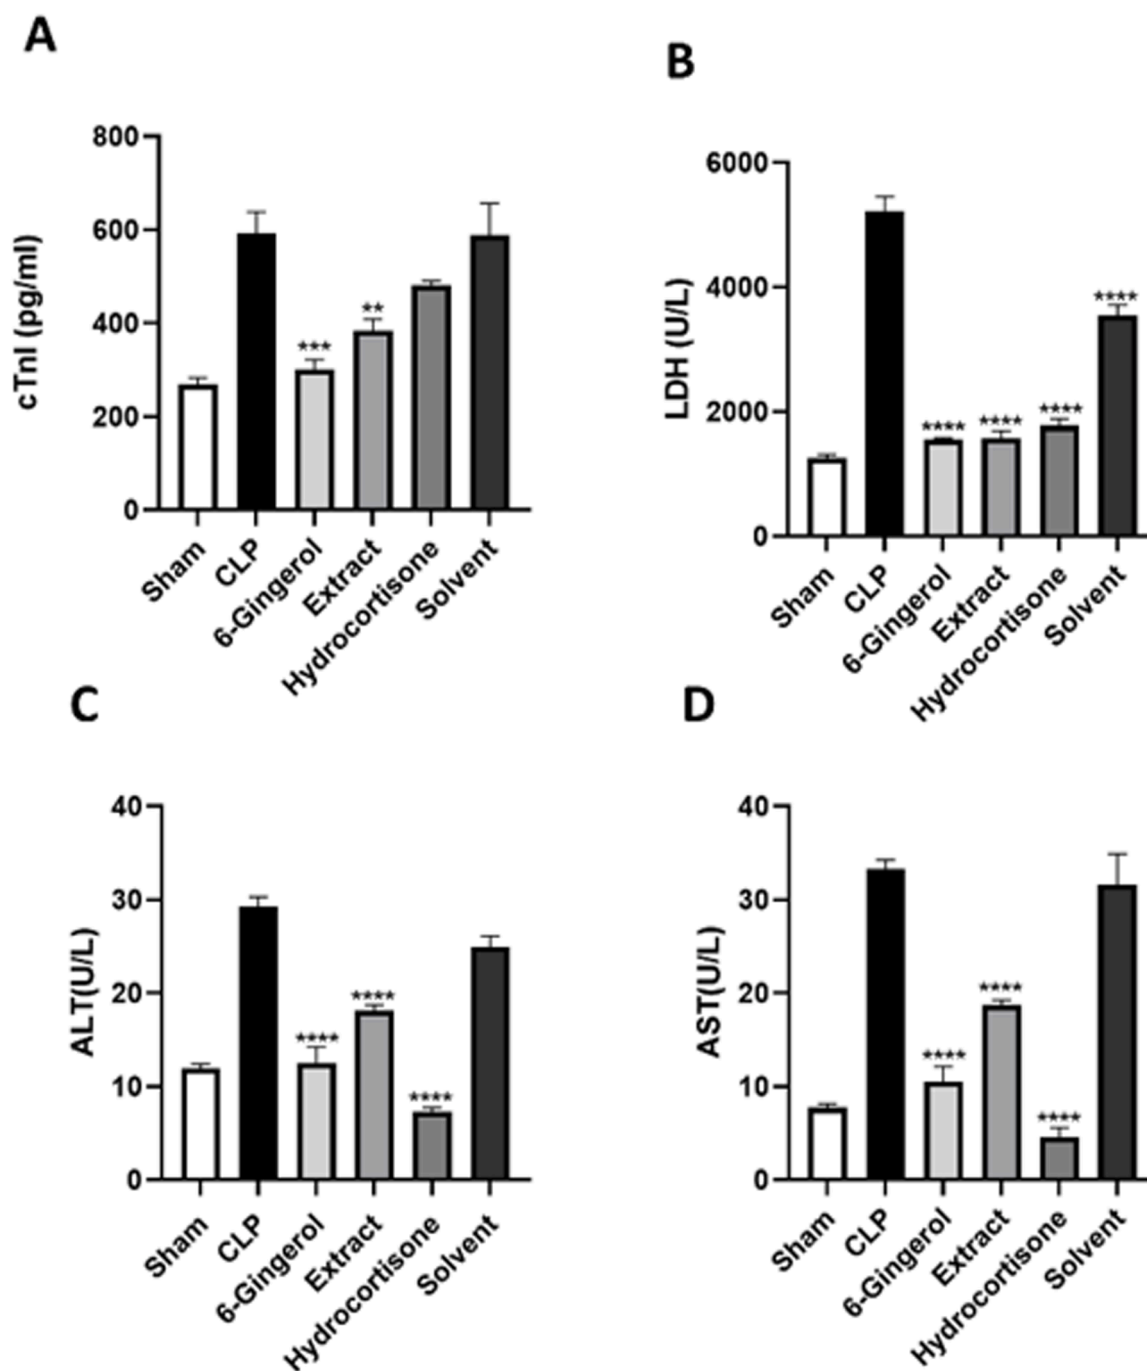 A
cTnI (pg/ml)
800
600
400
200
0
***
**
Sham
CLP
6-Gingerol
Extract
Hydrocortisone
Solvent
B
LDH (U/L)
6000
4000
2000
0
****
****
****
****
Sham
CLP
6-Gingerol
Extract
Hydrocortisone
Solvent
C
ALT(U/L)
40
30
20
10
0
****
****
****
Sham
CLP
6-Gingerol
Extract
Hydrocortisone
Solvent
D
AST(U/L)
40
30
20
10
0
****
****
****
Sham
CLP
6-Gingerol
Extract
Hydrocortisone
Solvent